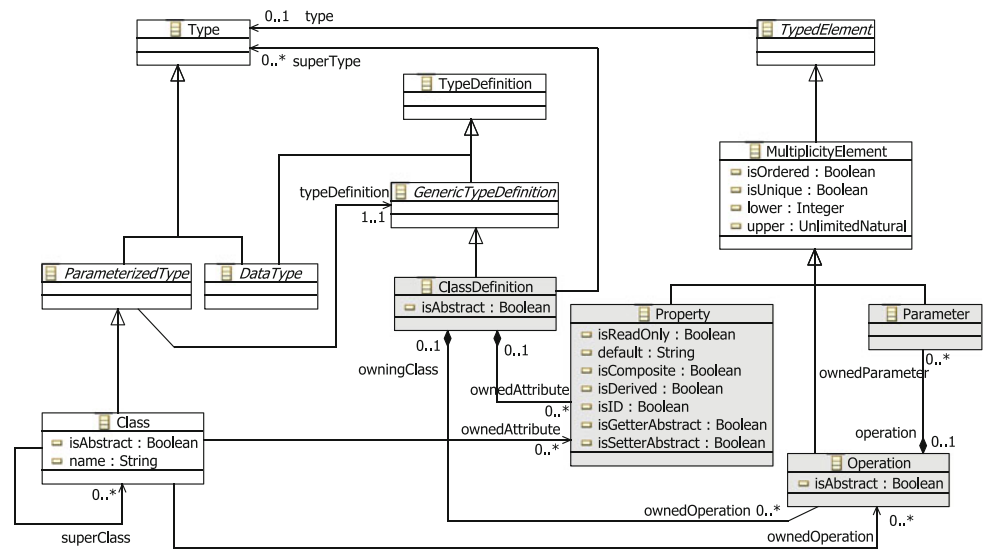 0..1 type
Type
TypedElement
0..* superType
TypeDefinition
MultiplicityElement
isOrdered : Boolean
isUnique : Boolean
lower : Integer
upper : UnlimitedNatural
typeDefinition
GenericTypeDefinition
1..1
ParameterizedType
DataType
ClassDefinition
isAbstract : Boolean
Property
isReadOnly : Boolean
default : String
isComposite : Boolean
isDerived : Boolean
isID : Boolean
isGetterAbstract : Boolean
isSetterAbstract : Boolean
Parameter
0..1
0..1
owningClass
0..*
ownedParameter
ownedAttribute
0..*
Class
isAbstract : Boolean
name : String
ownedAttribute
0..*
operation
0..1
Operation
isAbstract : Boolean
0..*
superClass
ownedOperation 0..*
0..*
ownedOperation